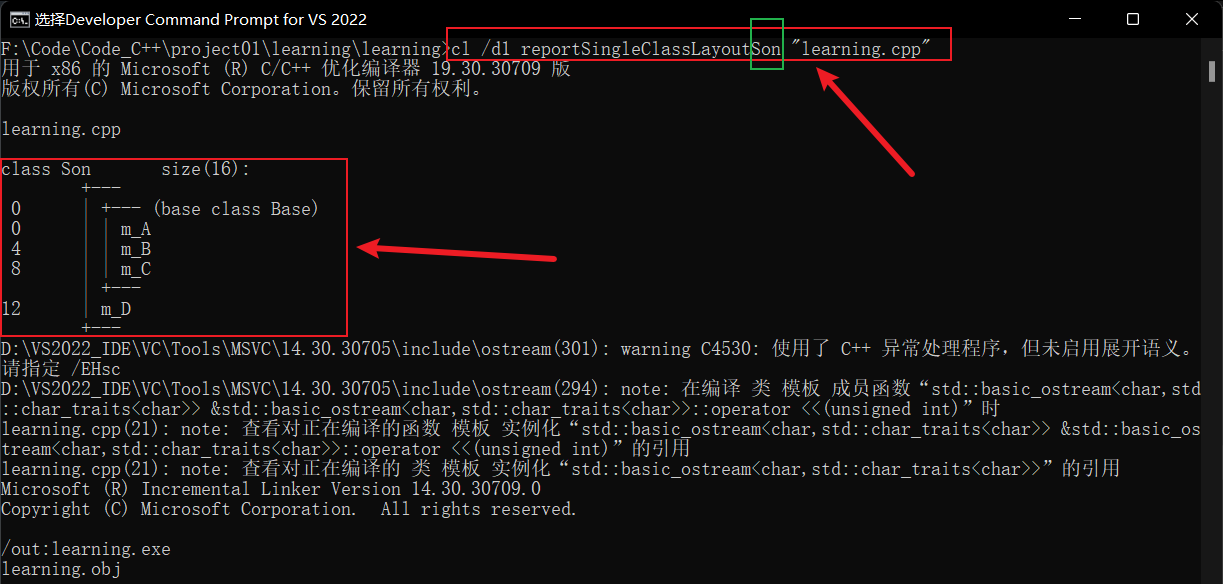 选择Developer Command Prompt for VS 2022
F:\Code\Code_C++\project01\learning\learning>cl /d1 reportSingleClassLayoutSon "learning.cpp"
用于 x86 的 Microsoft (R) C/C++ 优化编译器 19.30.30709 版
版权所有(C) Microsoft Corporation。保留所有权利。
learning.cpp
class Son       size(16):
        +---
 0      | +--- (base class Base)
 0      | | m_A
 4      | | m_B
 8      | | m_C
        | +---
12      | m_D
        +---
D:\VS2022_IDE\VC\Tools\MSVC\14.30.30705\include\ostream(301): warning C4530: 使用了 C++ 异常处理程序，但未启用展开语义。
请指定 /EHsc
D:\VS2022_IDE\VC\Tools\MSVC\14.30.30705\include\ostream(294): note: 在编译 类 模板 成员函数“std::basic_ostream<char,std
::char_traits<char>> &std::basic_ostream<char,std::char_traits<char>>::operator <<(unsigned int)”时
learning.cpp(21): note: 查看对正在编译的函数 模板 实例化“std::basic_ostream<char,std::char_traits<char>> &std::basic_os
tream<char,std::char_traits<char>>::operator <<(unsigned int)”的引用
learning.cpp(21): note: 查看对正在编译的 类 模板 实例化“std::basic_ostream<char,std::char_traits<char>>”的引用
Microsoft (R) Incremental Linker Version 14.30.30709.0
Copyright (C) Microsoft Corporation.  All rights reserved.
/out:learning.exe
learning.obj